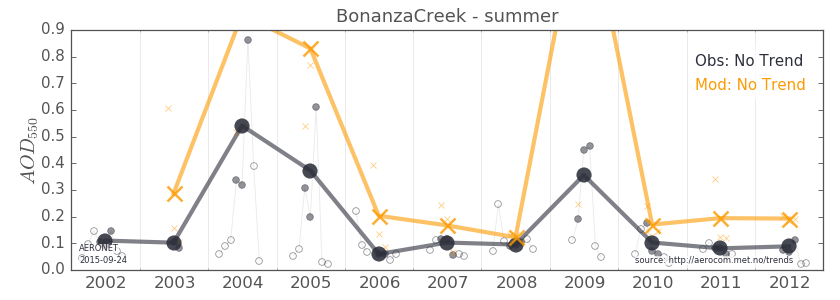 BonanzaCreek - summer
AOD550
0.9
0.8
0.7
0.6
0.5
0.4
0.3
0.2
0.1
0.0
Obs: No Trend
Mod: No Trend
AERONET
2015-09-24
source: http://aerocom.met.no/trends
2002 2003 2004 2005 2006 2007 2008 2009 2010 2011 2012